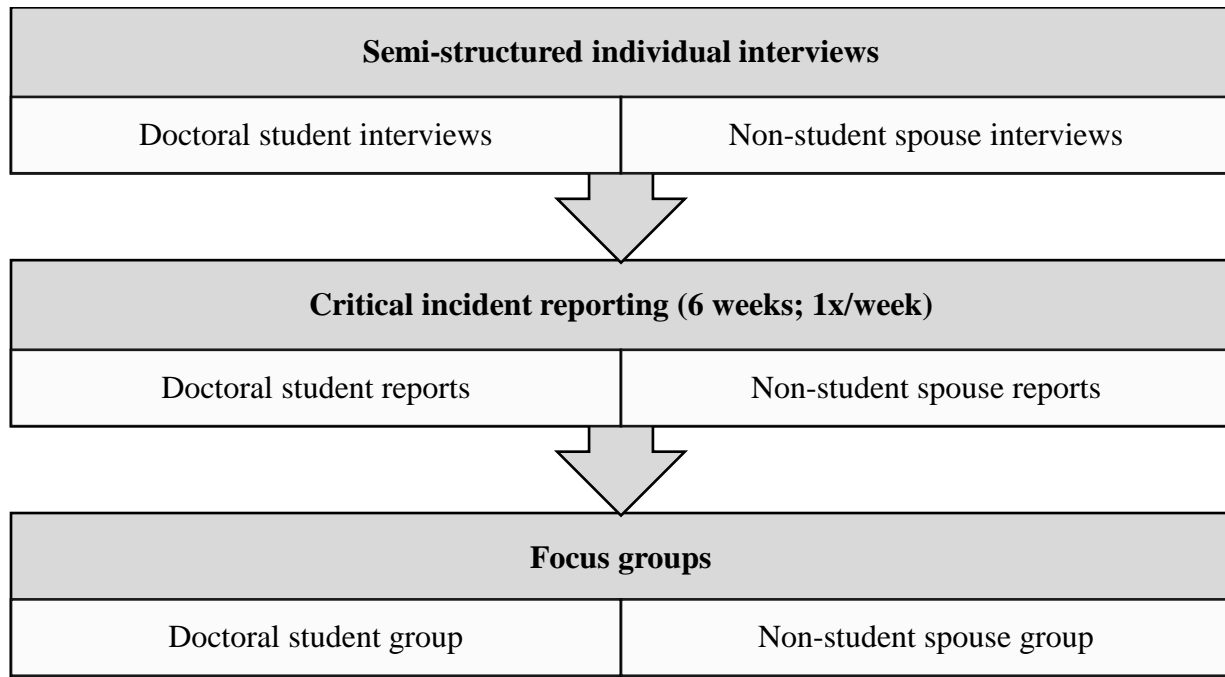 Semi-structured individual interviews
Doctoral student interviews
Non-student spouse interviews
Critical incident reporting (6 weeks; 1x/week)
Doctoral student reports
Non-student spouse reports
Focus groups
Doctoral student group
Non-student spouse group